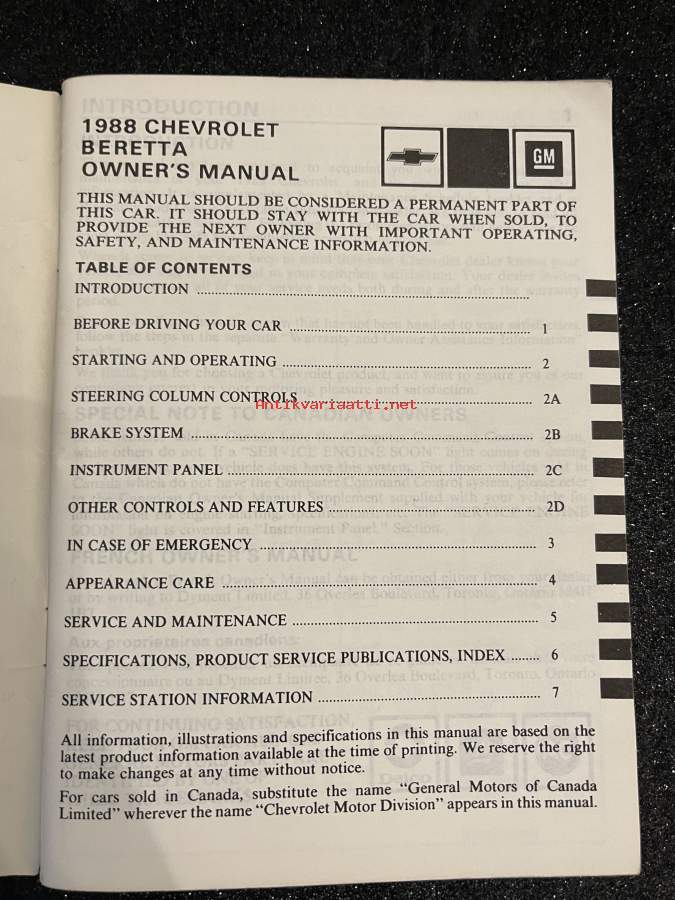 1988 CHEVROLET
BERETTA
OWNER'S MANUAL
GM
THIS MANUAL SHOULD BE CONSIDERED A PERMANENT PART OF
THIS CAR. IT SHOULD STAY WITH THE CAR WHEN SOLD, TO
PROVIDE THE NEXT OWNER WITH IMPORTANT OPERATING,
SAFETY, AND MAINTENANCE INFORMATION.
TABLE OF CONTENTS
INTRODUCTION
BEFORE DRIVING YOUR CAR 1
STARTING AND OPERATING 2
STEERING COLUMN CONTROLS 2A
Antikvariaatti.net
BRAKE SYSTEM 2B
INSTRUMENT PANEL 2C
OTHER CONTROLS AND FEATURES 2D
IN CASE OF EMERGENCY 3
APPEARANCE CARE 4
SERVICE AND MAINTENANCE 5
SPECIFICATIONS, PRODUCT SERVICE PUBLICATIONS, INDEX 6
SERVICE STATION INFORMATION 7
All information, illustrations and specifications in this manual are based on the
latest product information available at the time of printing. We reserve the right
to make changes at any time without notice.
For cars sold in Canada, substitute the name “General Motors of Canada
Limited” wherever the name “Chevrolet Motor Division” appears in this manual.